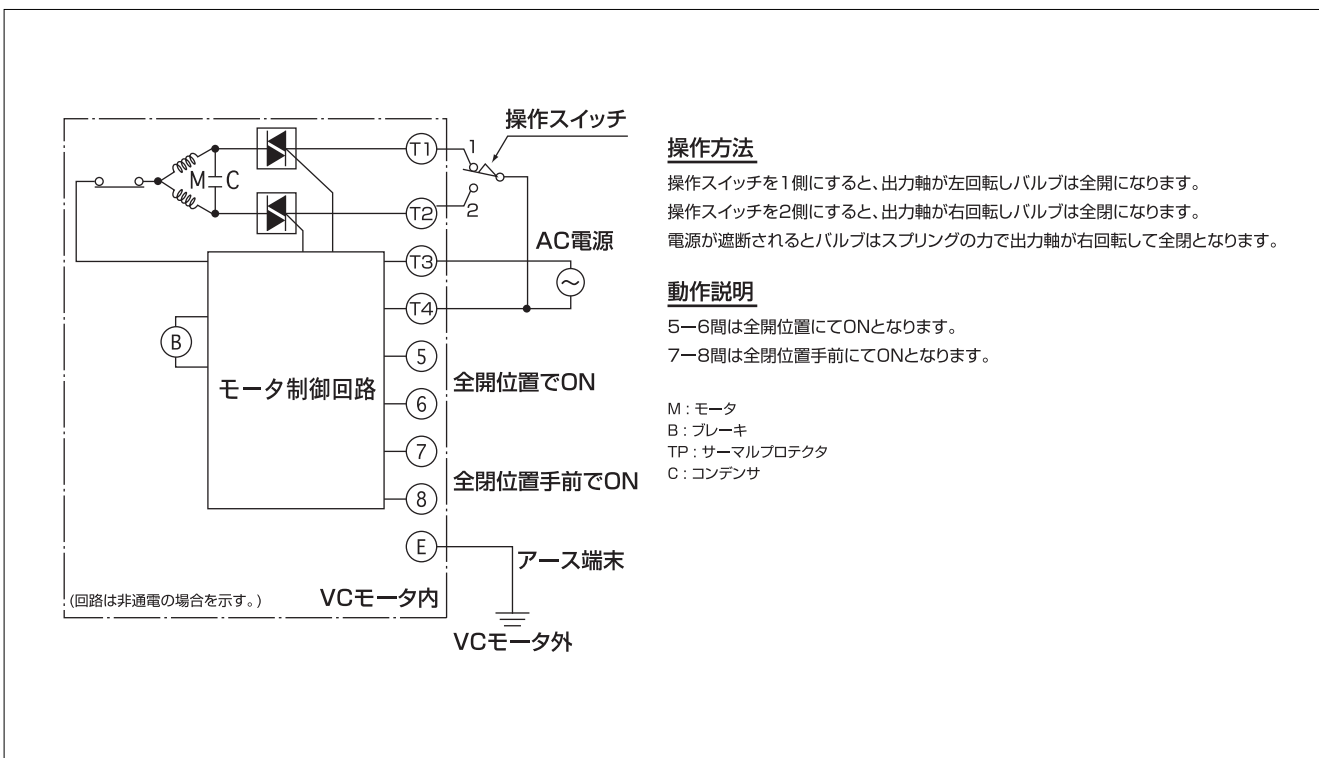 操作スイッチ
T1
1
M
C
T2
2
AC電源
T3
T4
B
5
モータ制御回路
全開位置でON
6
7
全閉位置手前でON
8
E
アース端末
(回路は非通電の場合を示す。)
VCモータ内
VCモータ外
操作方法
操作スイッチを1側にすると、出力軸が左回転しバルブは全開になります。
操作スイッチを2側にすると、出力軸が右回転しバルブは全閉になります。
電源が遮断されるとバルブはスプリングの力で出力軸が右回転して全閉となります。
動作説明
5ー6間は全開位置にてONとなります。
7ー8間は全閉位置手前にてONとなります。
M : モータ
B : ブレーキ
TP : サーマルプロテクタ
C : コンデンサ